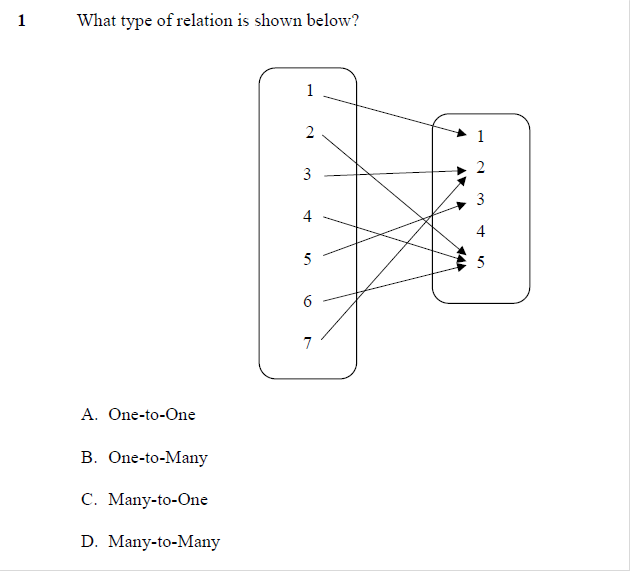 1 What type of relation is shown below?
1
2
3
4
5
6
7
1
2
3
4
5
A. One-to-One
B. One-to-Many
C. Many-to-One
D. Many-to-Many